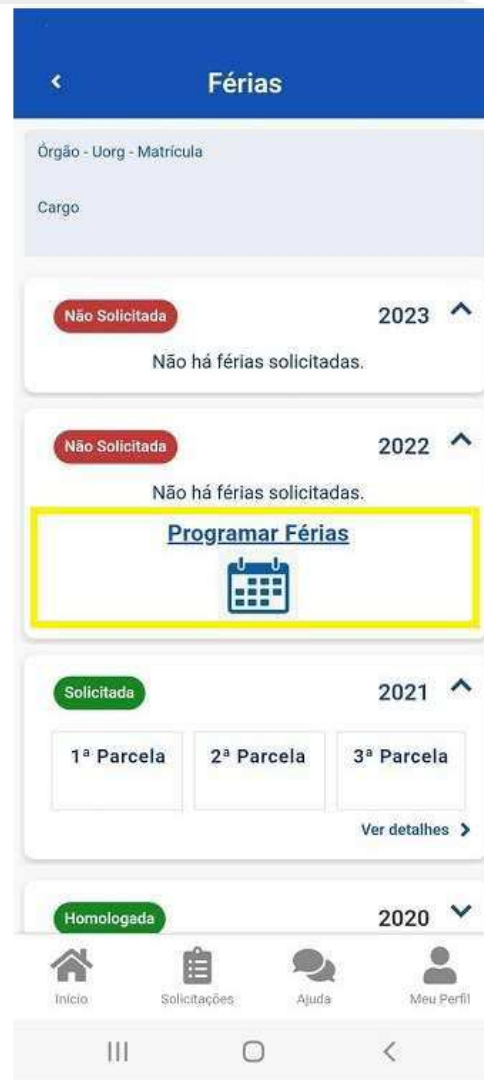 Férias
Órgão - Uorg - Matrícula
Cargo
Não Solicitada 2023
Não há férias solicitadas.
Não Solicitada 2022
Não há férias solicitadas.
Programar Férias
Solicitada 2021
1ª Parcela 2ª Parcela 3ª Parcela
Ver detalhes
Homologada 2020
Início Solicitações Ajuda Meu Perfil